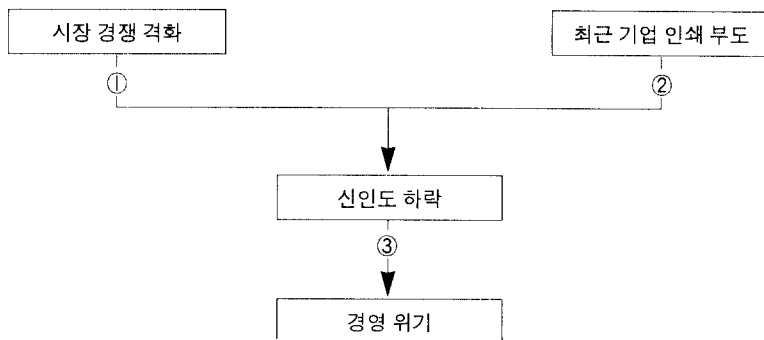 시장 경쟁 격화
최근 기업 인쇄 부도
①
②
신인도 하락
③
경영 위기